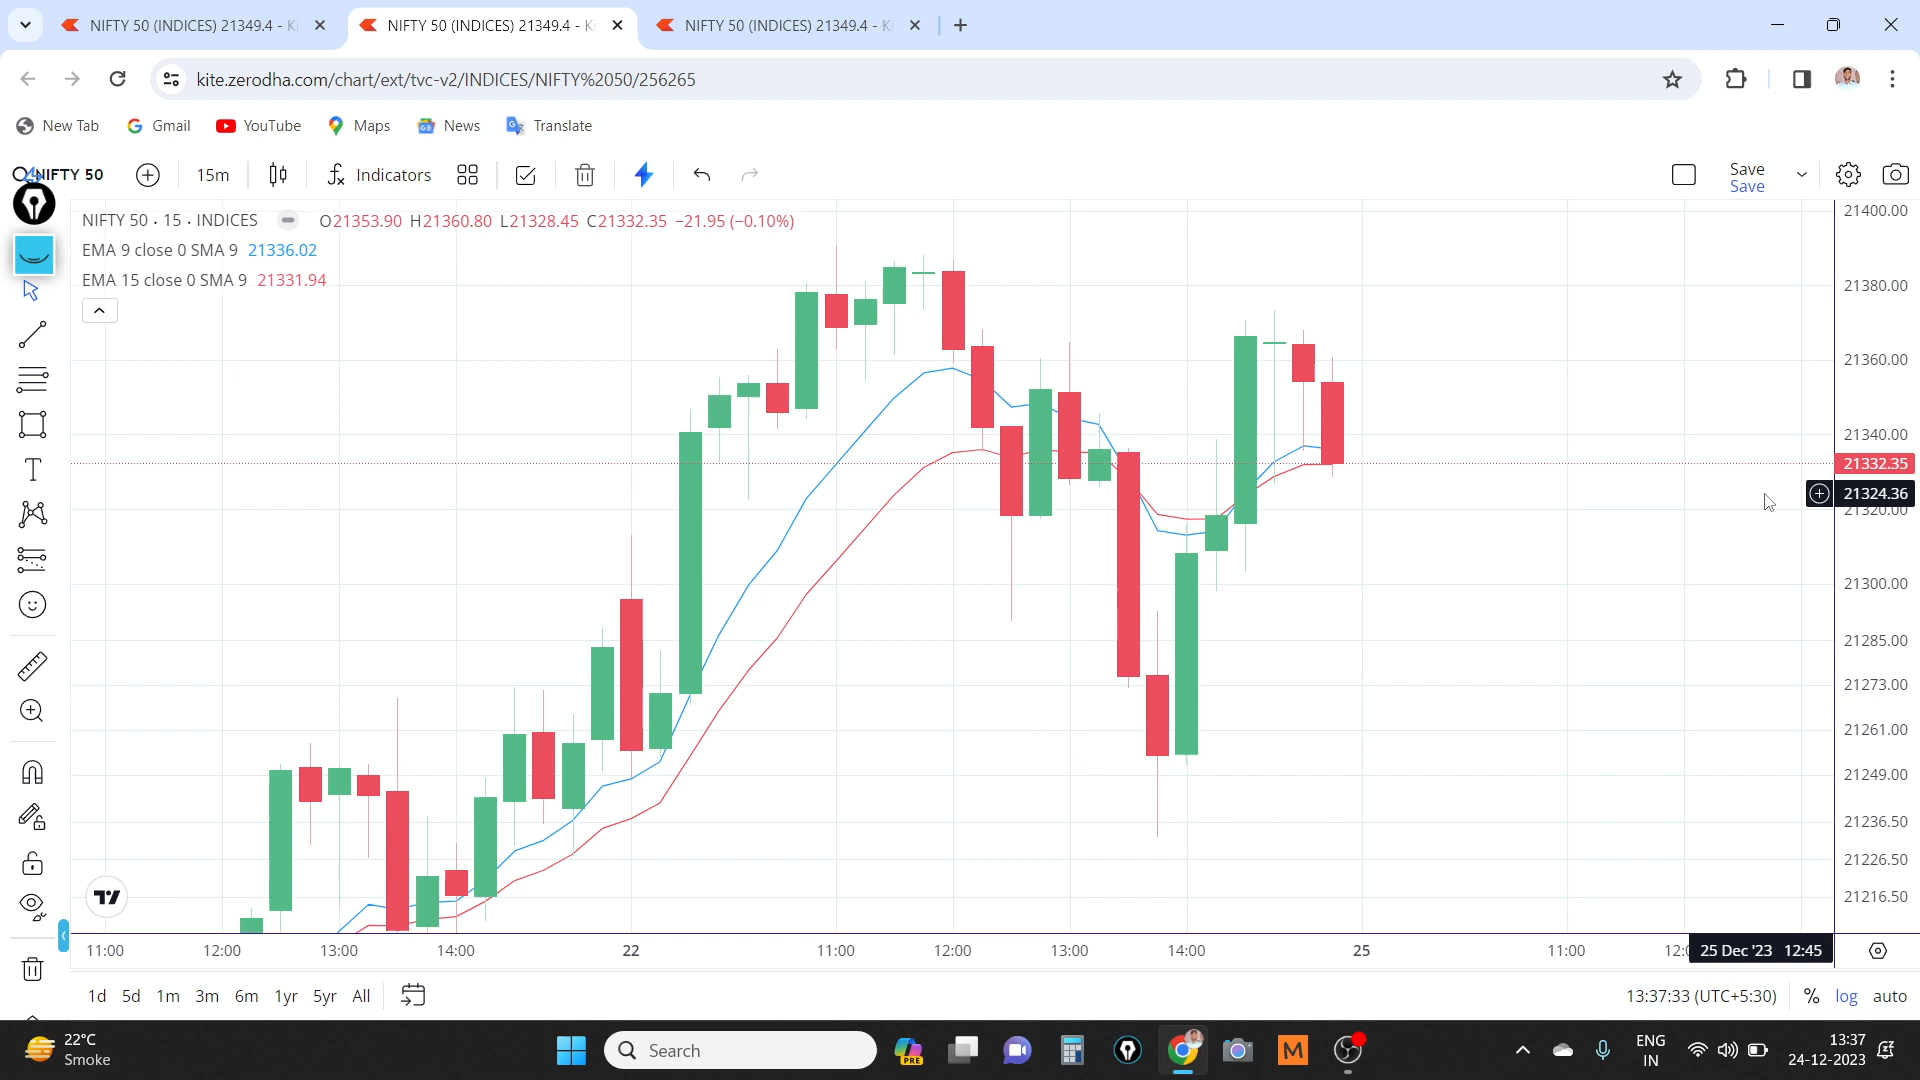 NIFTY 50 (INDICES) 21349.4 - Ki
NIFTY 50 (INDICES) 21349.4 - Ki
NIFTY 50 (INDICES) 21349.4 - Ki
kite.zerodha.com/chart/ext/tvc-v2/INDICES/NIFTY%2050/256265
New Tab
Gmail
YouTube
Maps
News
Translate
NIFTY 50
15m
Indicators
Save
Save
NIFTY 50 · 15 · INDICES
O21353.90 H21360.80 L21328.45 C21332.35 −21.95 (−0.10%)
EMA 9 close 0 SMA 9 21336.02
EMA 15 close 0 SMA 9 21331.94
21400.00
21380.00
21360.00
21340.00
21332.35
21324.36
21320.00
21300.00
21285.00
21273.00
21261.00
21249.00
21236.50
21226.50
21216.50
11:00
12:00
13:00
14:00
22
11:00
12:00
13:00
14:00
25
11:00
25 Dec '23 12:45
1d 5d 1m 3m 6m 1yr 5yr All
13:37:33 (UTC+5:30)
%
log
auto
22°C
Smoke
Search
PRE
M
ENG
IN
13:37
24-12-2023